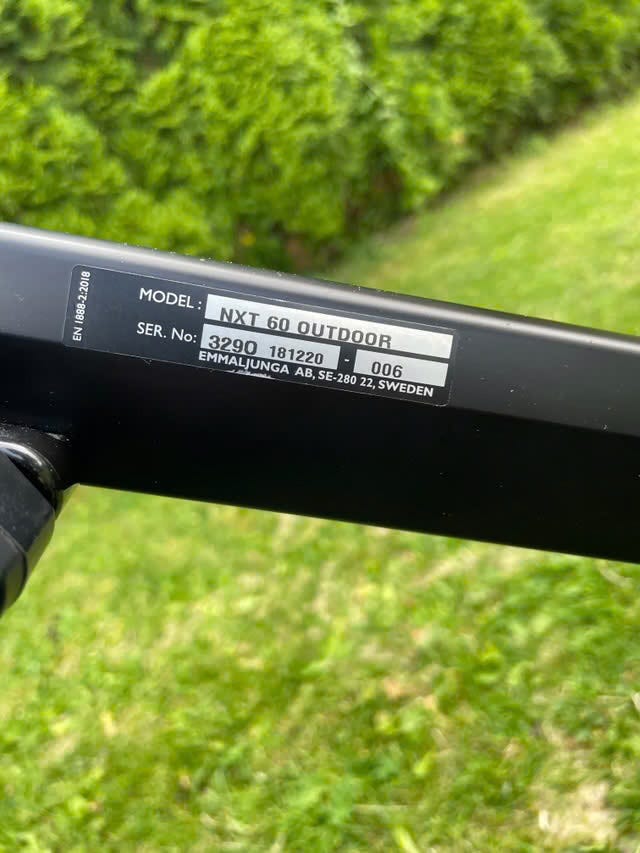 EN 1888-2:2018
MODEL: NXT 60 OUTDOOR
SER. No: 3290 181220 - 006
EMMALJUNGA AB, SE-280 22, SWEDEN